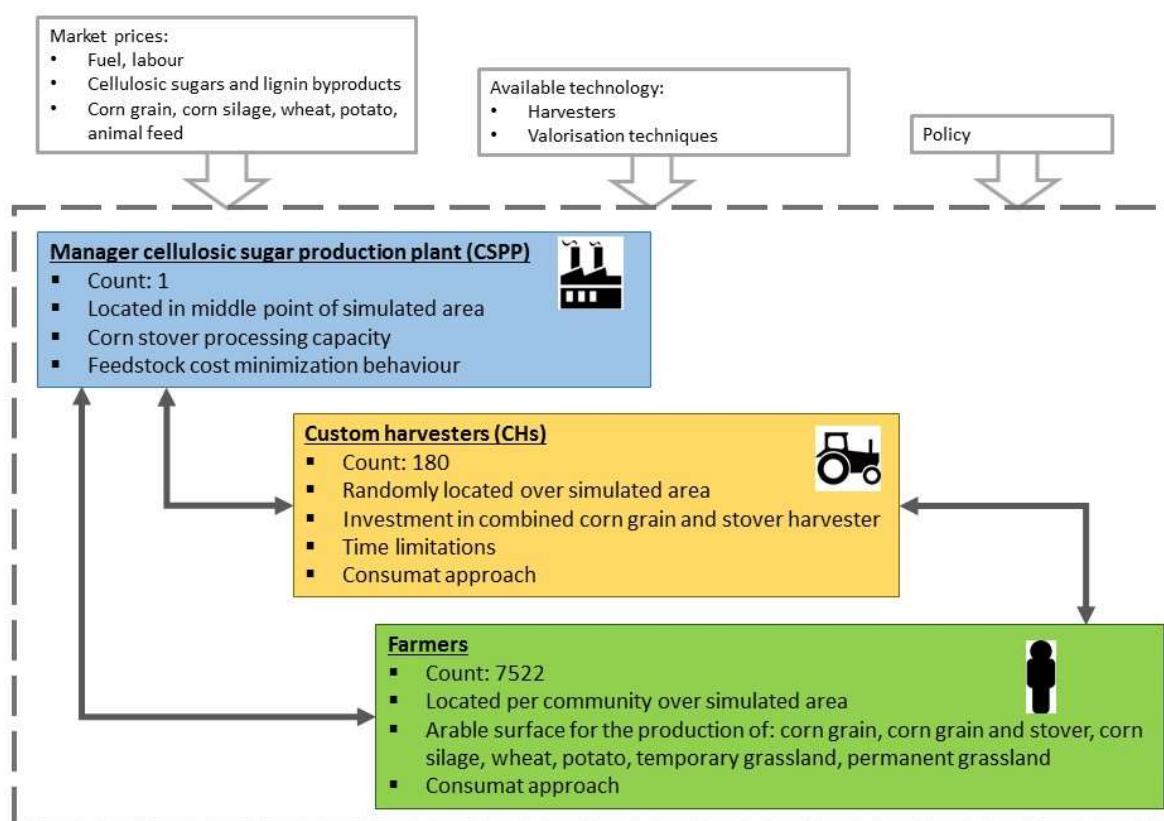 Market prices:
• Fuel, labour
• Cellulosic sugars and lignin byproducts
• Corn grain, corn silage, wheat, potato,
animal feed
Available technology:
• Harvesters
• Valorisation techniques
Policy
Manager cellulosic sugar production plant (CSPP)
▪ Count: 1
▪ Located in middle point of simulated area
▪ Corn stover processing capacity
▪ Feedstock cost minimization behaviour
Custom harvesters (CHs)
▪ Count: 180
▪ Randomly located over simulated area
▪ Investment in combined corn grain and stover harvester
▪ Time limitations
▪ Consumat approach
Farmers
▪ Count: 7522
▪ Located per community over simulated area
▪ Arable surface for the production of: corn grain, corn grain and stover, corn
silage, wheat, potato, temporary grassland, permanent grassland
▪ Consumat approach